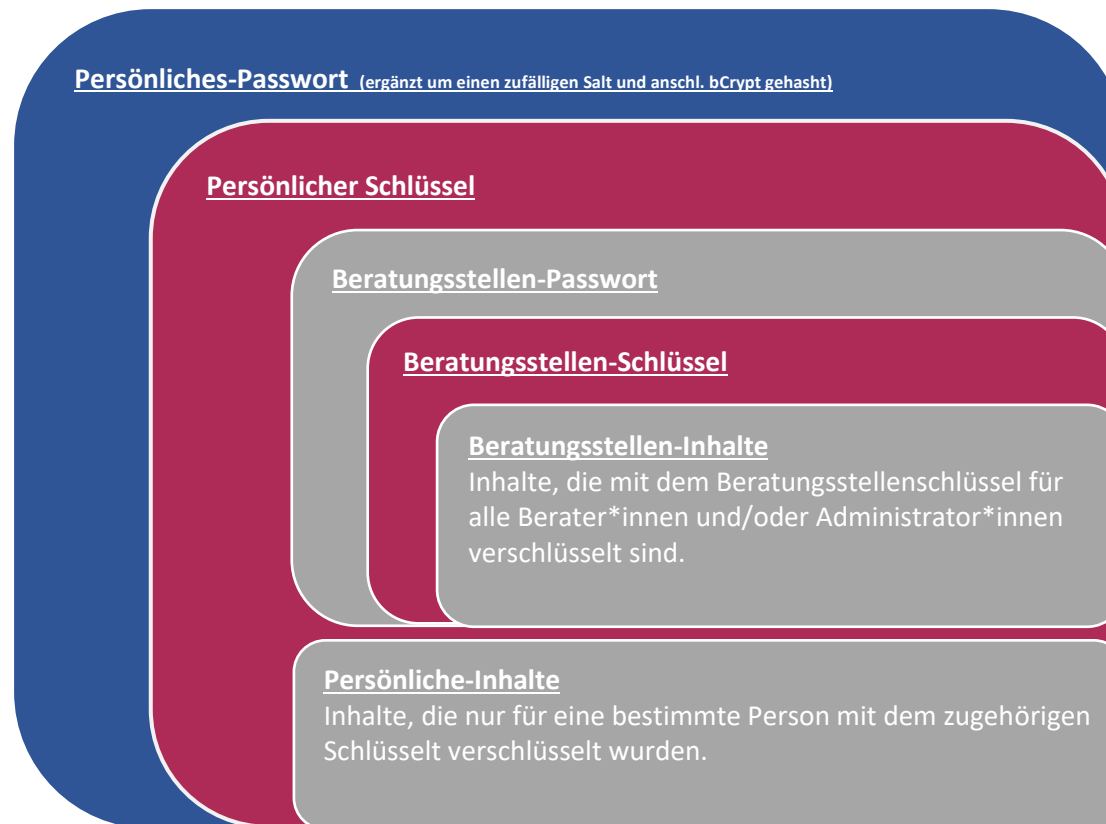 Persönliches-Passwort (ergänzt um einen zufälligen Salt und anschl. bCrypt gehasht)
Persönlicher Schlüssel
Beratungsstellen-Passwort
Beratungsstellen-Schlüssel
Beratungsstellen-Inhalte
Inhalte, die mit dem Beratungsstellenschlüssel für
alle Berater*innen und/oder Administrator*innen
verschlüsselt sind.
Persönliche-Inhalte
Inhalte, die nur für eine bestimmte Person mit dem zugehörigen
Schlüsselt verschlüsselt wurden.